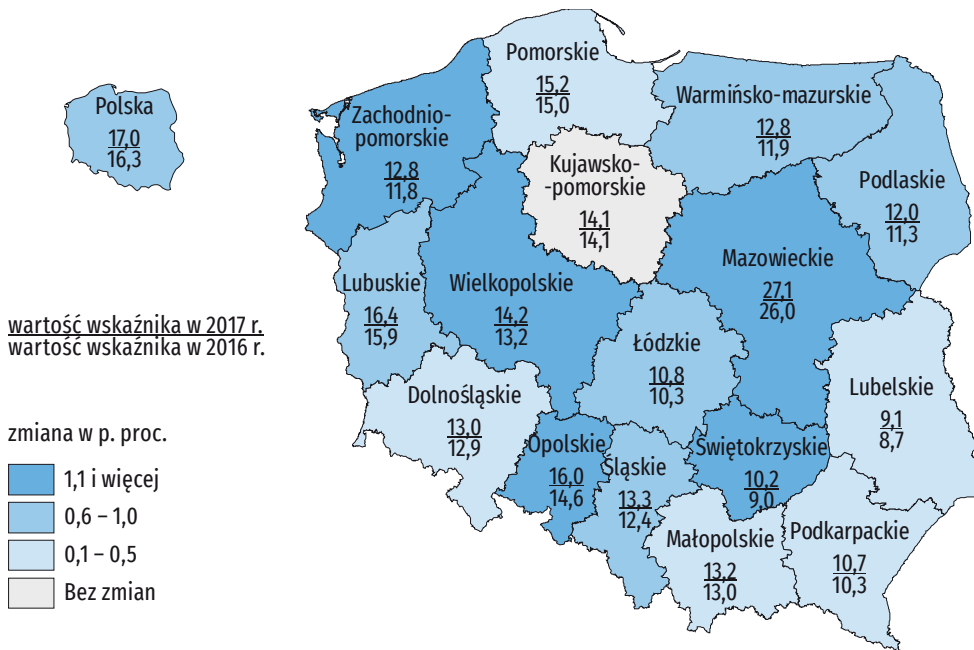 Polska
17,0
16,3
Pomorskie
15,2
15,0
Warmińsko-mazurskie
12,8
11,9
Zachodnio-
pomorskie
12,8
11,8
Kujawsko-
-pomorskie
14,1
14,1
Podlaskie
12,0
11,3
Mazowieckie
27,1
26,0
Lubuskie
16,4
15,9
Wielkopolskie
14,2
13,2
Łódzkie
10,8
10,3
Lubelskie
9,1
8,7
Dolnośląskie
13,0
12,9
Opolskie
16,0
14,6
Sląskie
13,3
12,4
Świętokrzyskie
10,2
9,0
Małopolskie
13,2
13,0
Podkarpackie
10,7
10,3
wartość wskaźnika w 2017 r.
wartość wskaźnika w 2016 r.
zmiana w p. proc.
1,1 i więcej
0,6 – 1,0
0,1 – 0,5
Bez zmian